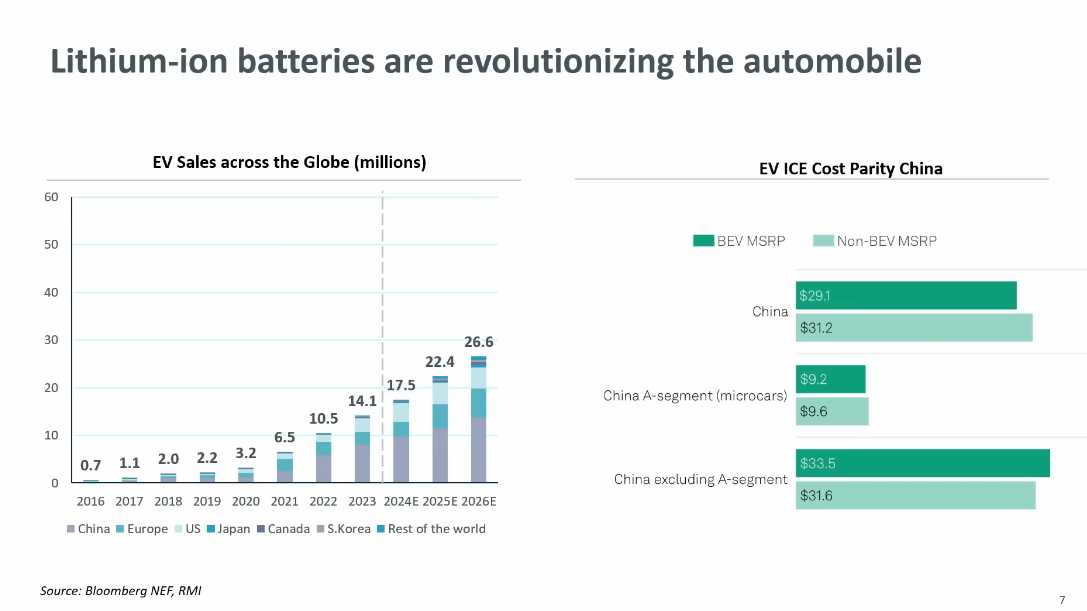 Lithium-ion batteries are revolutionizing the automobile
EV Sales across the Globe (millions)
60
50
40
30
20
10
0
0.7
1.1
2.0
2.2
3.2
6.5
10.5
14.1
17.5
22.4
26.6
2016 2017 2018 2019 2020 2021 2022 2023 2024E 2025E 2026E
China Europe US Japan Canada S.Korea Rest of the world
EV ICE Cost Parity China
BEV MSRP Non-BEV MSRP
China
$29.1
$31.2
China A-segment (microcars)
$9.2
$9.6
China excluding A-segment
$33.5
$31.6
Source: Bloomberg NEF, RMI
7